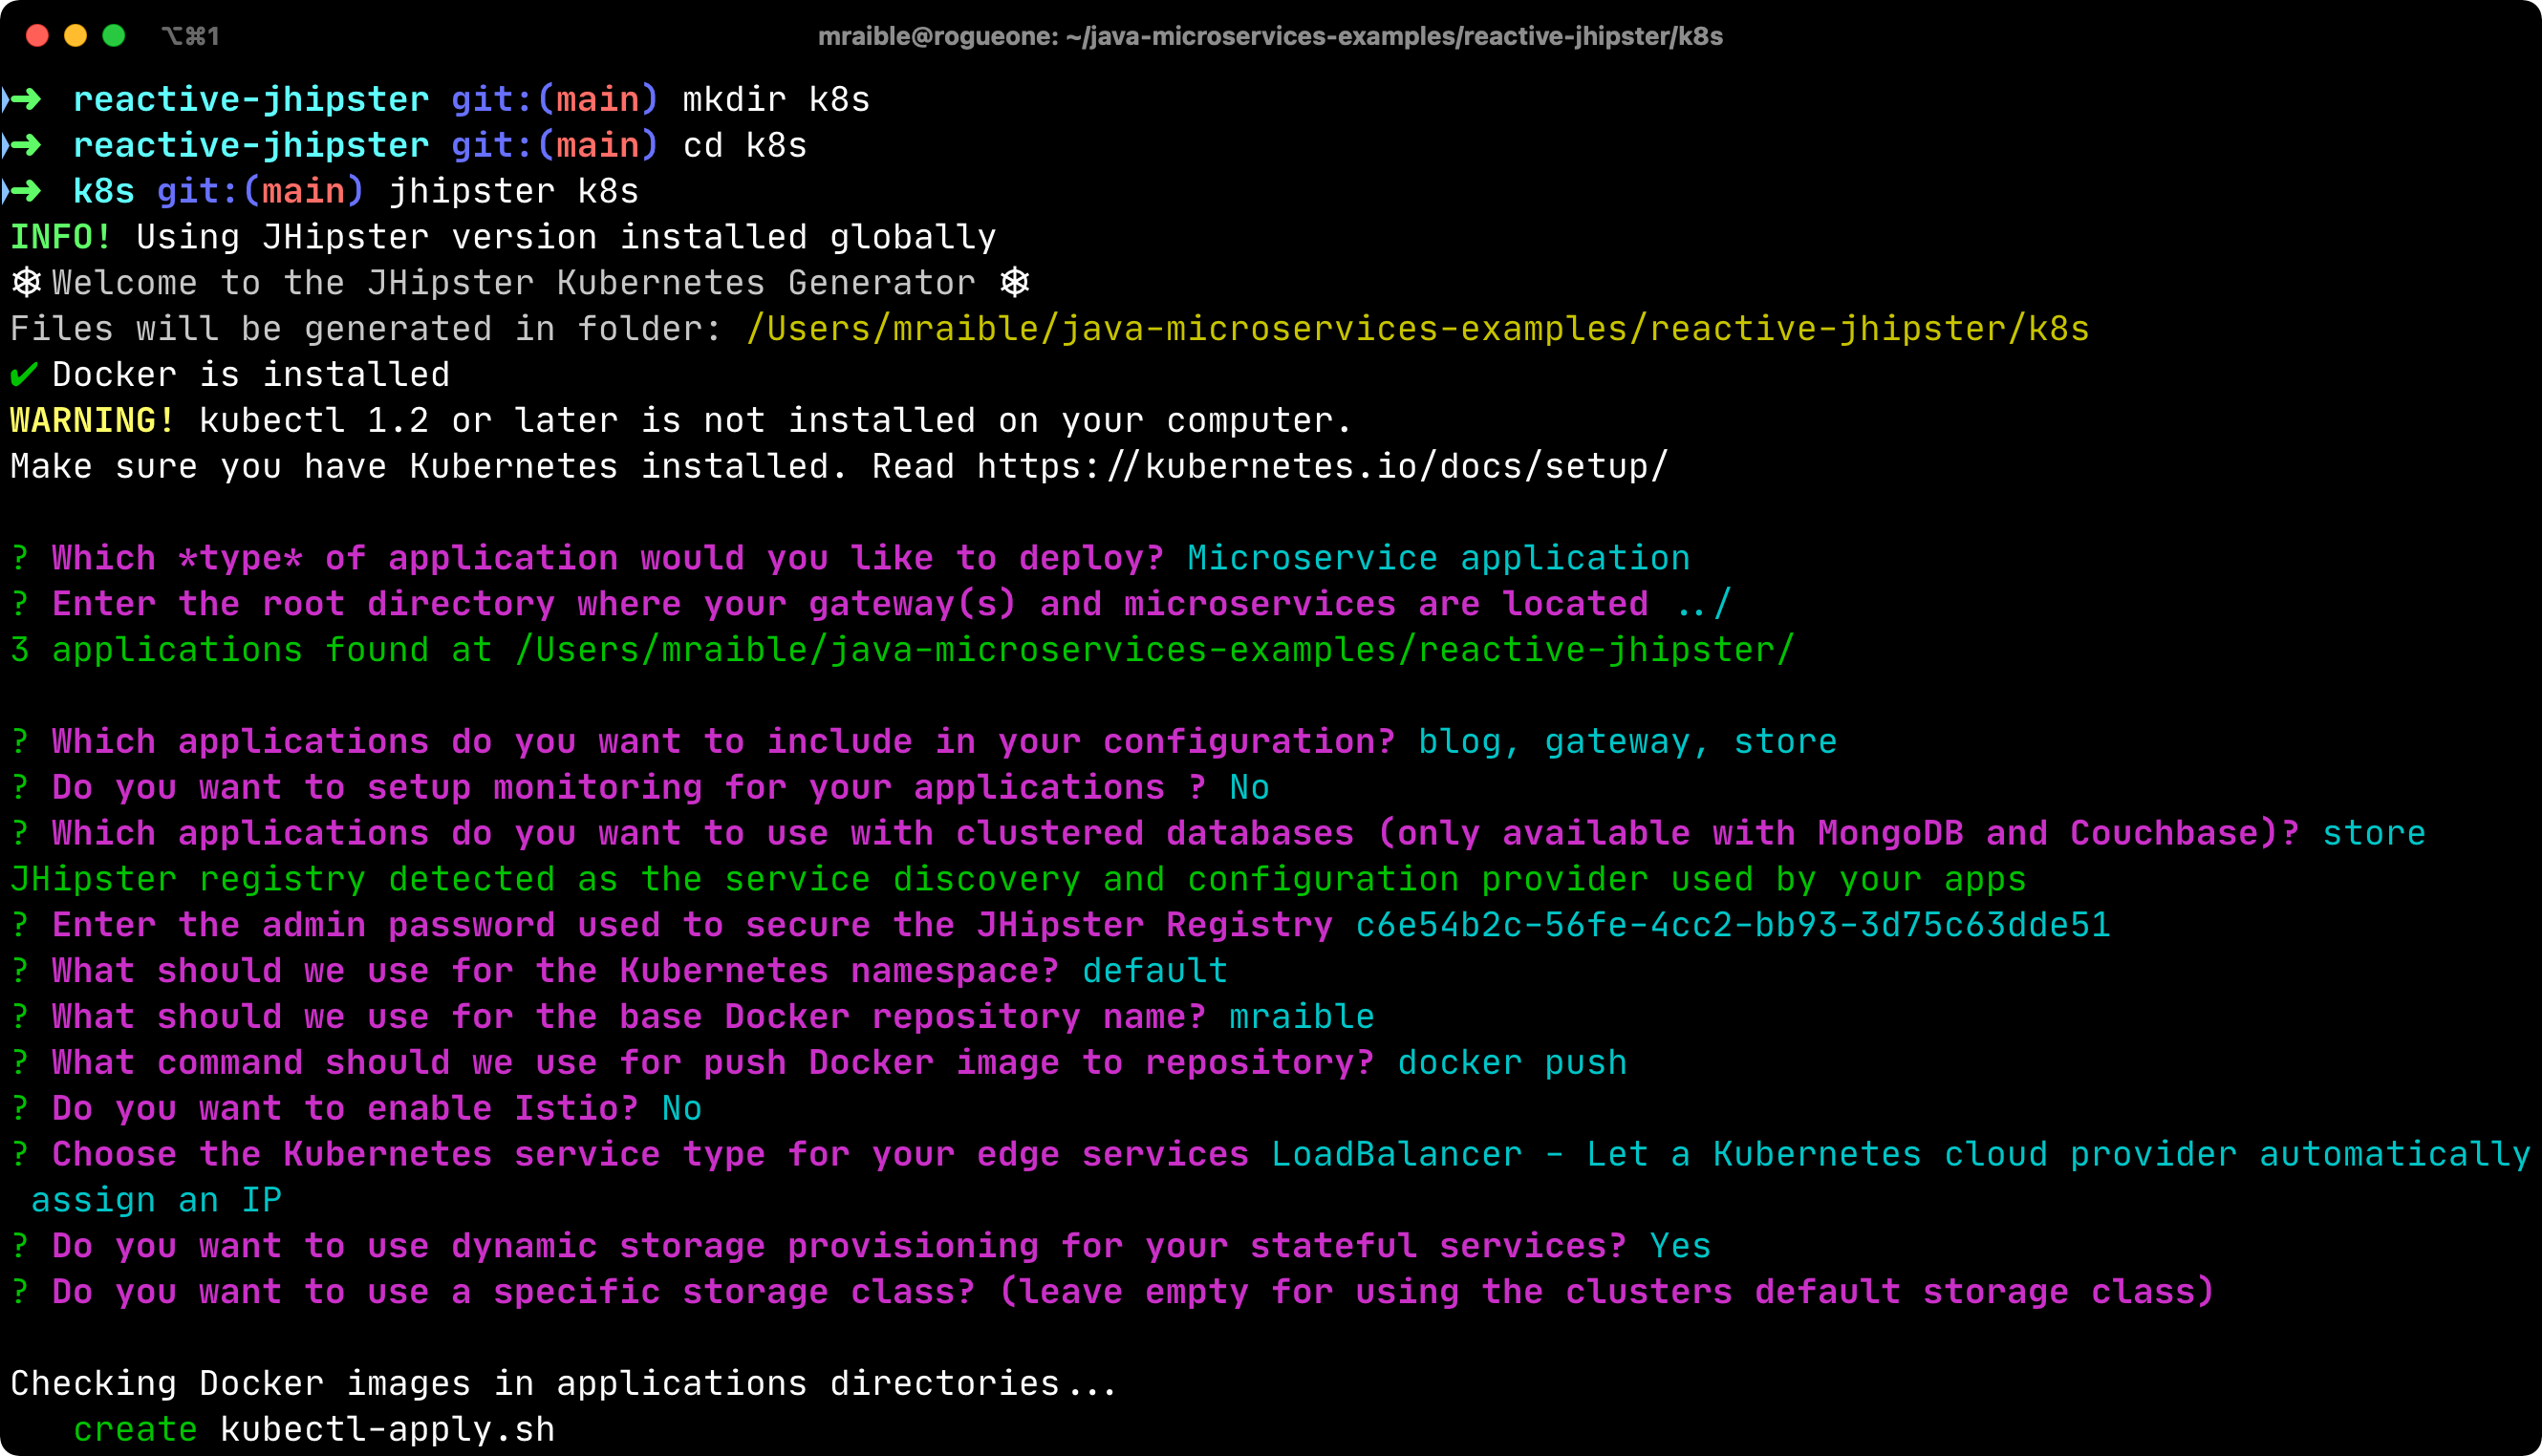 ⌥⌘1 mraible@rogueone: ~/java-microservices-examples/reactive-jhipster/k8s
➜ reactive-jhipster git:(main) mkdir k8s
➜ reactive-jhipster git:(main) cd k8s
➜ k8s git:(main) jhipster k8s
INFO! Using JHipster version installed globally
⎈ Welcome to the JHipster Kubernetes Generator ⎈
Files will be generated in folder: /Users/mraible/java-microservices-examples/reactive-jhipster/k8s
✔ Docker is installed
WARNING! kubectl 1.2 or later is not installed on your computer.
Make sure you have Kubernetes installed. Read https://kubernetes.io/docs/setup/
? Which *type* of application would you like to deploy? Microservice application
? Enter the root directory where your gateway(s) and microservices are located ../
3 applications found at /Users/mraible/java-microservices-examples/reactive-jhipster/
? Which applications do you want to include in your configuration? blog, gateway, store
? Do you want to setup monitoring for your applications ? No
? Which applications do you want to use with clustered databases (only available with MongoDB and Couchbase)? store
JHipster registry detected as the service discovery and configuration provider used by your apps
? Enter the admin password used to secure the JHipster Registry c6e54b2c-56fe-4cc2-bb93-3d75c63dde51
? What should we use for the Kubernetes namespace? default
? What should we use for the base Docker repository name? mraible
? What command should we use for push Docker image to repository? docker push
? Do you want to enable Istio? No
? Choose the Kubernetes service type for your edge services LoadBalancer - Let a Kubernetes cloud provider automatically
assign an IP
? Do you want to use dynamic storage provisioning for your stateful services? Yes
? Do you want to use a specific storage class? (leave empty for using the clusters default storage class)
Checking Docker images in applications directories...
create kubectl-apply.sh